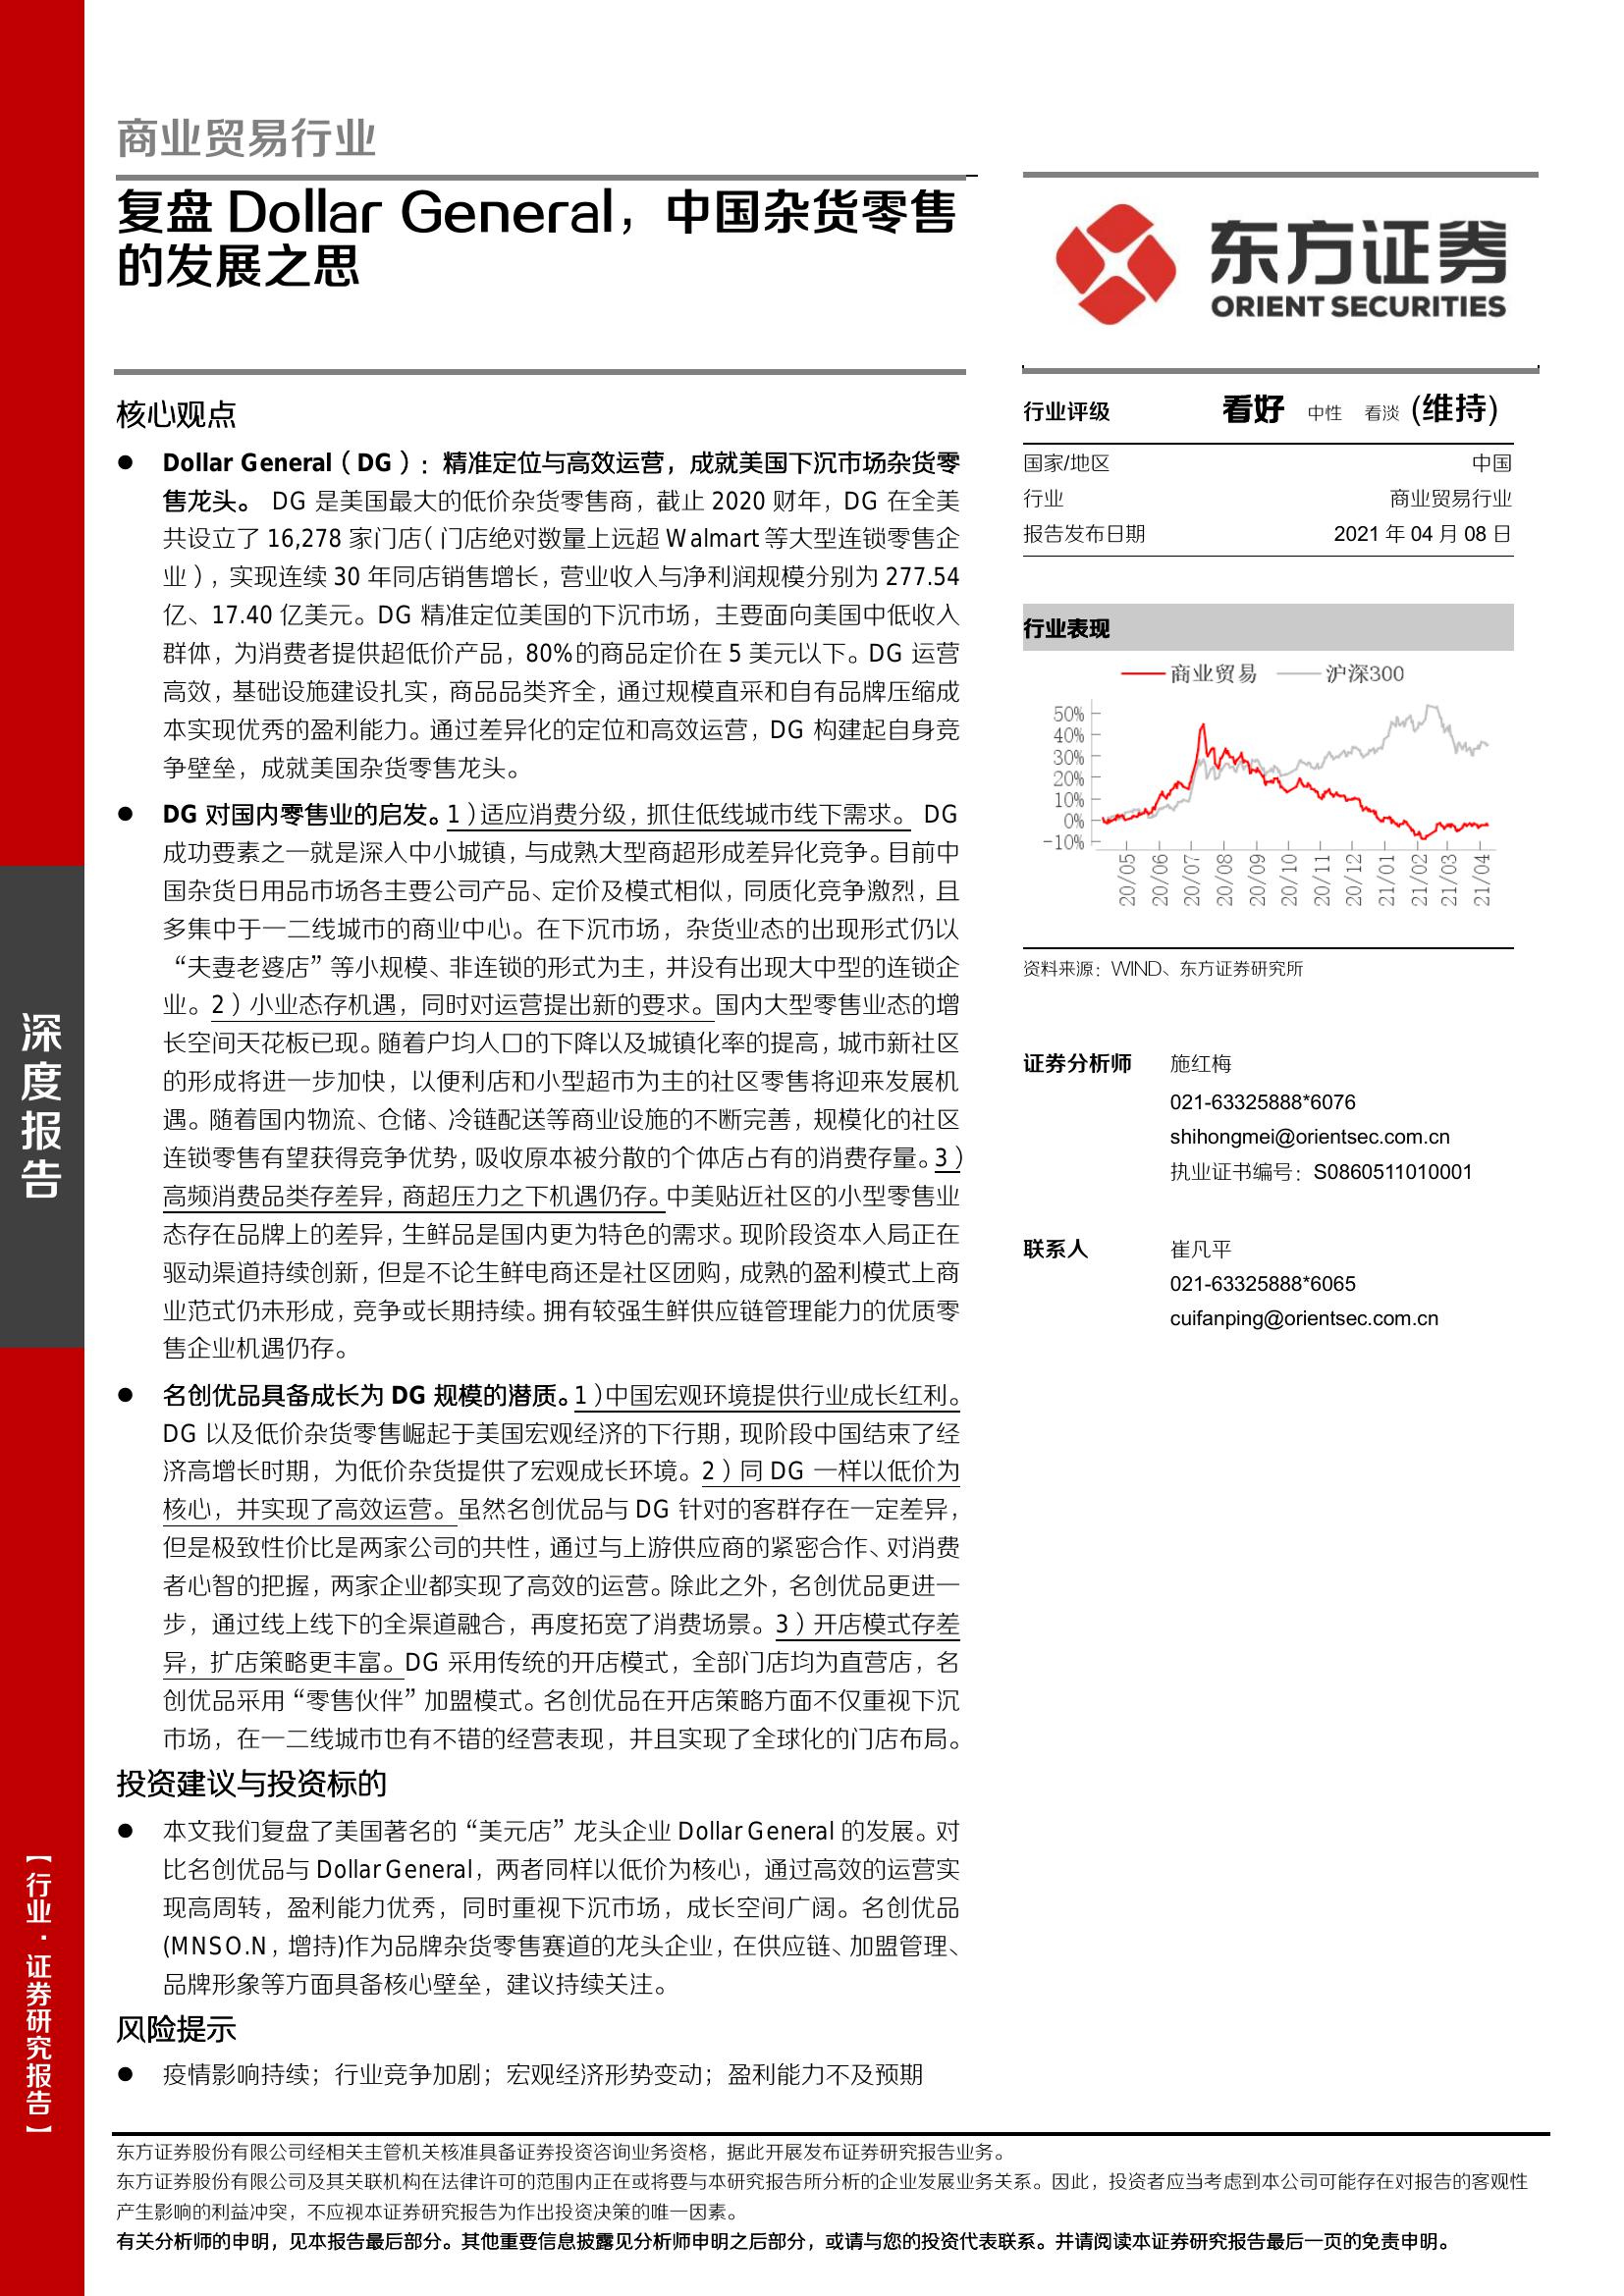 商业贸易行业
复盘 Dollar General，中国杂货零售
的发展之思
东方证券
ORIENT SECURITIES
核心观点
● Dollar General（DG）：精准定位与高效运营，成就美国下沉市场杂货零
售龙头。 DG 是美国最大的低价杂货零售商，截止 2020 财年，DG 在全美
共设立了 16,278 家门店（门店绝对数量上远超 Walmart 等大型连锁零售企
业），实现连续 30 年同店销售增长，营业收入与净利润规模分别为 277.54
亿、17.40 亿美元。DG 精准定位美国的下沉市场，主要面向美国中低收入
群体，为消费者提供超低价产品，80%的商品定价在 5 美元以下。DG 运营
高效，基础设施建设扎实，商品品类齐全，通过规模直采和自有品牌压缩成
本实现优秀的盈利能力。通过差异化的定位和高效运营，DG 构建起自身竞
争壁垒，成就美国杂货零售龙头。
● DG 对国内零售业的启发。1）适应消费分级，抓住低线城市线下需求。 DG
成功要素之一就是深入中小城镇，与成熟大型商超形成差异化竞争。目前中
国杂货日用品市场各主要公司产品、定价及模式相似，同质化竞争激烈，且
多集中于一二线城市的商业中心。在下沉市场，杂货业态的出现形式仍以
“夫妻老婆店”等小规模、非连锁的形式为主，并没有出现大中型的连锁企
业。2）小业态存机遇，同时对运营提出新的要求。国内大型零售业态的增
长空间天花板已现。随着户均人口的下降以及城镇化率的提高，城市新社区
的形成将进一步加快，以便利店和小型超市为主的社区零售将迎来发展机
遇。随着国内物流、仓储、冷链配送等商业设施的不断完善，规模化的社区
连锁零售有望获得竞争优势，吸收原本被分散的个体店占有的消费存量。3）
高频消费品类存差异，商超压力之下机遇仍存。中美贴近社区的小型零售业
态存在品牌上的差异，生鲜品是国内更为特色的需求。现阶段资本入局正在
驱动渠道持续创新，但是不论生鲜电商还是社区团购，成熟的盈利模式上商
业范式仍未形成，竞争或长期持续。拥有较强生鲜供应链管理能力的优质零
售企业机遇仍存。
● 名创优品具备成长为 DG 规模的潜质。1）中国宏观环境提供行业成长红利。
DG 以及低价杂货零售崛起于美国宏观经济的下行期，现阶段中国结束了经
济高增长时期，为低价杂货提供了宏观成长环境。2）同 DG 一样以低价为
核心，并实现了高效运营。虽然名创优品与 DG 针对的客群存在一定差异，
但是极致性价比是两家公司的共性，通过与上游供应商的紧密合作、对消费
者心智的把握，两家企业都实现了高效的运营。除此之外，名创优品更进一
步，通过线上线下的全渠道融合，再度拓宽了消费场景。3）开店模式存差
异，扩店策略更丰富。DG 采用传统的开店模式，全部门店均为直营店，名
创优品采用“零售伙伴”加盟模式。名创优品在开店策略方面不仅重视下沉
市场，在一二线城市也有不错的经营表现，并且实现了全球化的门店布局。
投资建议与投资标的
● 本文我们复盘了美国著名的“美元店”龙头企业 Dollar General 的发展。对
比名创优品与 Dollar General，两者同样以低价为核心，通过高效的运营实
现高周转，盈利能力优秀，同时重视下沉市场，成长空间广阔。名创优品
(MNSO.N，增持)作为品牌杂货零售赛道的龙头企业，在供应链、加盟管理、
品牌形象等方面具备核心壁垒，建议持续关注。
风险提示
● 疫情影响持续；行业竞争加剧；宏观经济形势变动；盈利能力不及预期
行业评级 看好 中性 看淡 (维持)
国家/地区 中国
行业 商业贸易行业
报告发布日期 2021 年 04 月 08 日
行业表现
商业贸易 沪深300
50%
40%
30%
20%
10%
0%
-10%
20/05 20/06 20/07 20/08 20/09 20/10 20/11 20/12 21/01 21/02 21/03 21/04
资料来源：WIND、东方证券研究所
证券分析师 施红梅
021-63325888*6076
shihongmei@orientsec.com.cn
执业证书编号：S0860511010001
联系人 崔凡平
021-63325888*6065
cuifanping@orientsec.com.cn
深度报告
【行业·证券研究报告】
东方证券股份有限公司经相关主管机关核准具备证券投资咨询业务资格，据此开展发布证券研究报告业务。
东方证券股份有限公司及其关联机构在法律许可的范围内正在或将要与本研究报告所分析的企业发展业务关系。因此，投资者应当考虑到本公司可能存在对报告的客观性
产生影响的利益冲突，不应视本证券研究报告为作出投资决策的唯一因素。
有关分析师的申明，见本报告最后部分。其他重要信息披露见分析师申明之后部分，或请与您的投资代表联系。并请阅读本证券研究报告最后一页的免责申明。